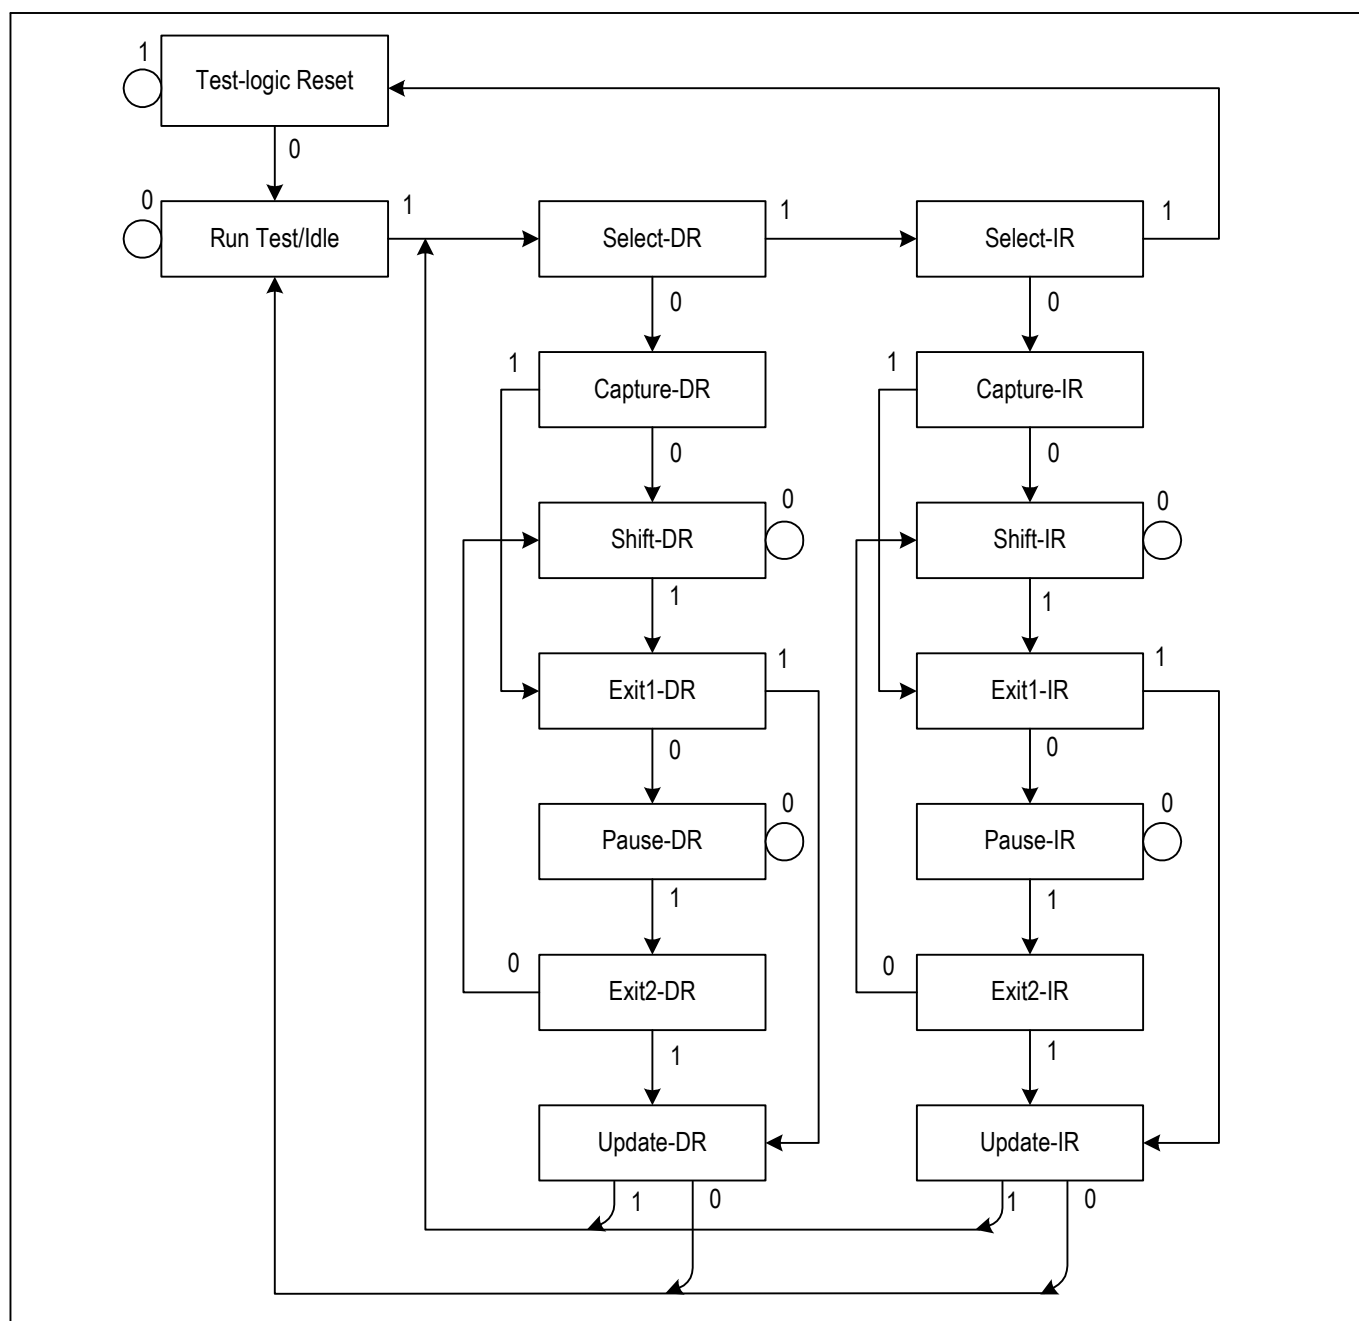 1
Test-logic Reset
0
0
Run Test/Idle
1
Select-DR
1
Select-IR
1
0
0
1
Capture-DR
1
Capture-IR
0
0
Shift-DR
0
Shift-IR
0
1
1
Exit1-DR
1
Exit1-IR
1
0
0
Pause-DR
0
Pause-IR
0
1
1
0
Exit2-DR
0
Exit2-IR
1
1
Update-DR
Update-IR
1
0
1
0